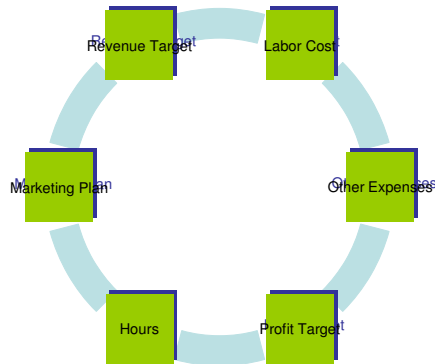 Revenue Target
Labor Cost
Marketing Plan
Other Expenses
Hours
Profit Target